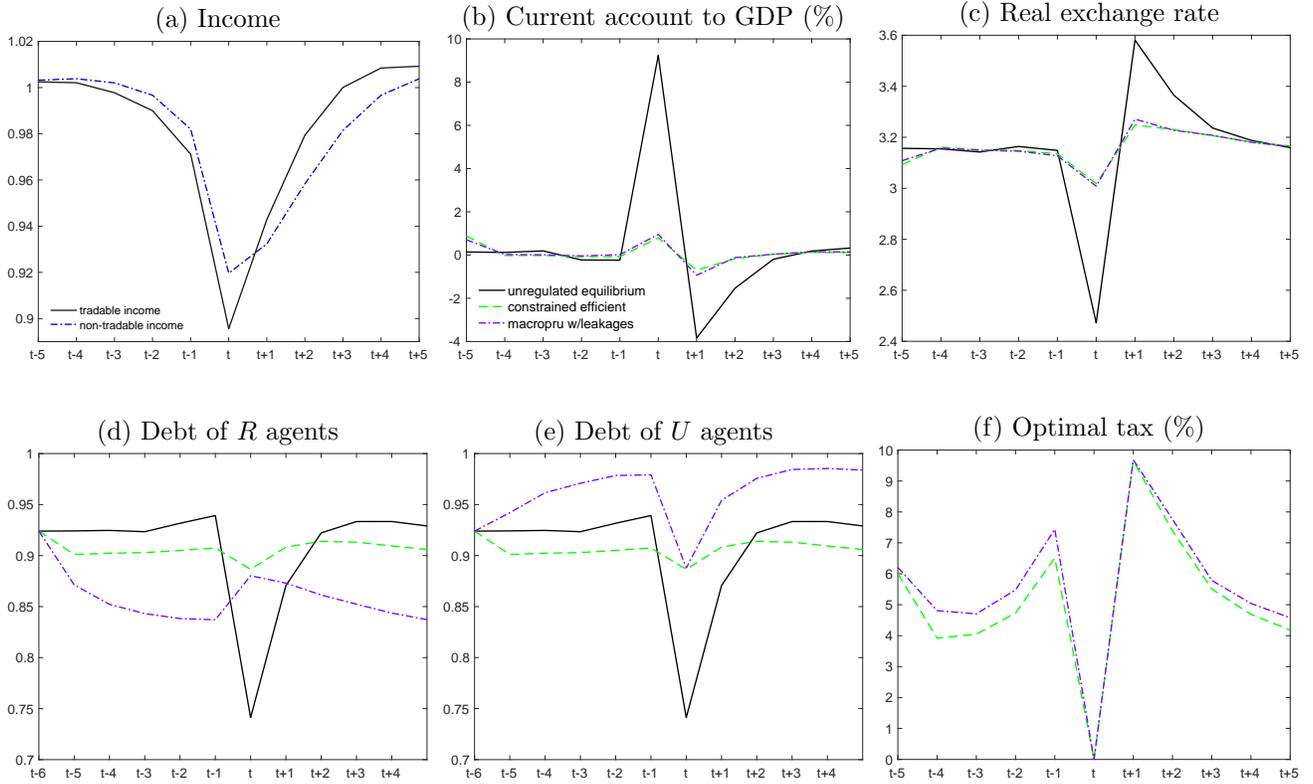 (a) Income
(b) Current account to GDP (%)
(c) Real exchange rate
1.02
1
0.98
0.96
0.94
0.92
0.9
tradable income
non-tradable income
t-5 t-4 t-3 t-2 t-1 t t+1 t+2 t+3 t+4 t+5
10
8
6
4
2
0
-2
-4
unregulated equilibrium
constrained efficient
macropru w/leakages
t-5 t-4 t-3 t-2 t-1 t t+1 t+2 t+3 t+4 t+5
3.6
3.4
3.2
3
2.8
2.6
2.4
t-5 t-4 t-3 t-2 t-1 t t+1 t+2 t+3 t+4 t+5
(d) Debt of R agents
(e) Debt of U agents
(f) Optimal tax (%)
1
0.95
0.9
0.85
0.8
0.75
0.7
t-6 t-5 t-4 t-3 t-2 t-1 t t+1 t+2 t+3 t+4
1
0.95
0.9
0.85
0.8
0.75
0.7
t-6 t-5 t-4 t-3 t-2 t-1 t t+1 t+2 t+3 t+4
10
9
8
7
6
5
4
3
2
1
0
t-5 t-4 t-3 t-2 t-1 t t+1 t+2 t+3 t+4 t+5